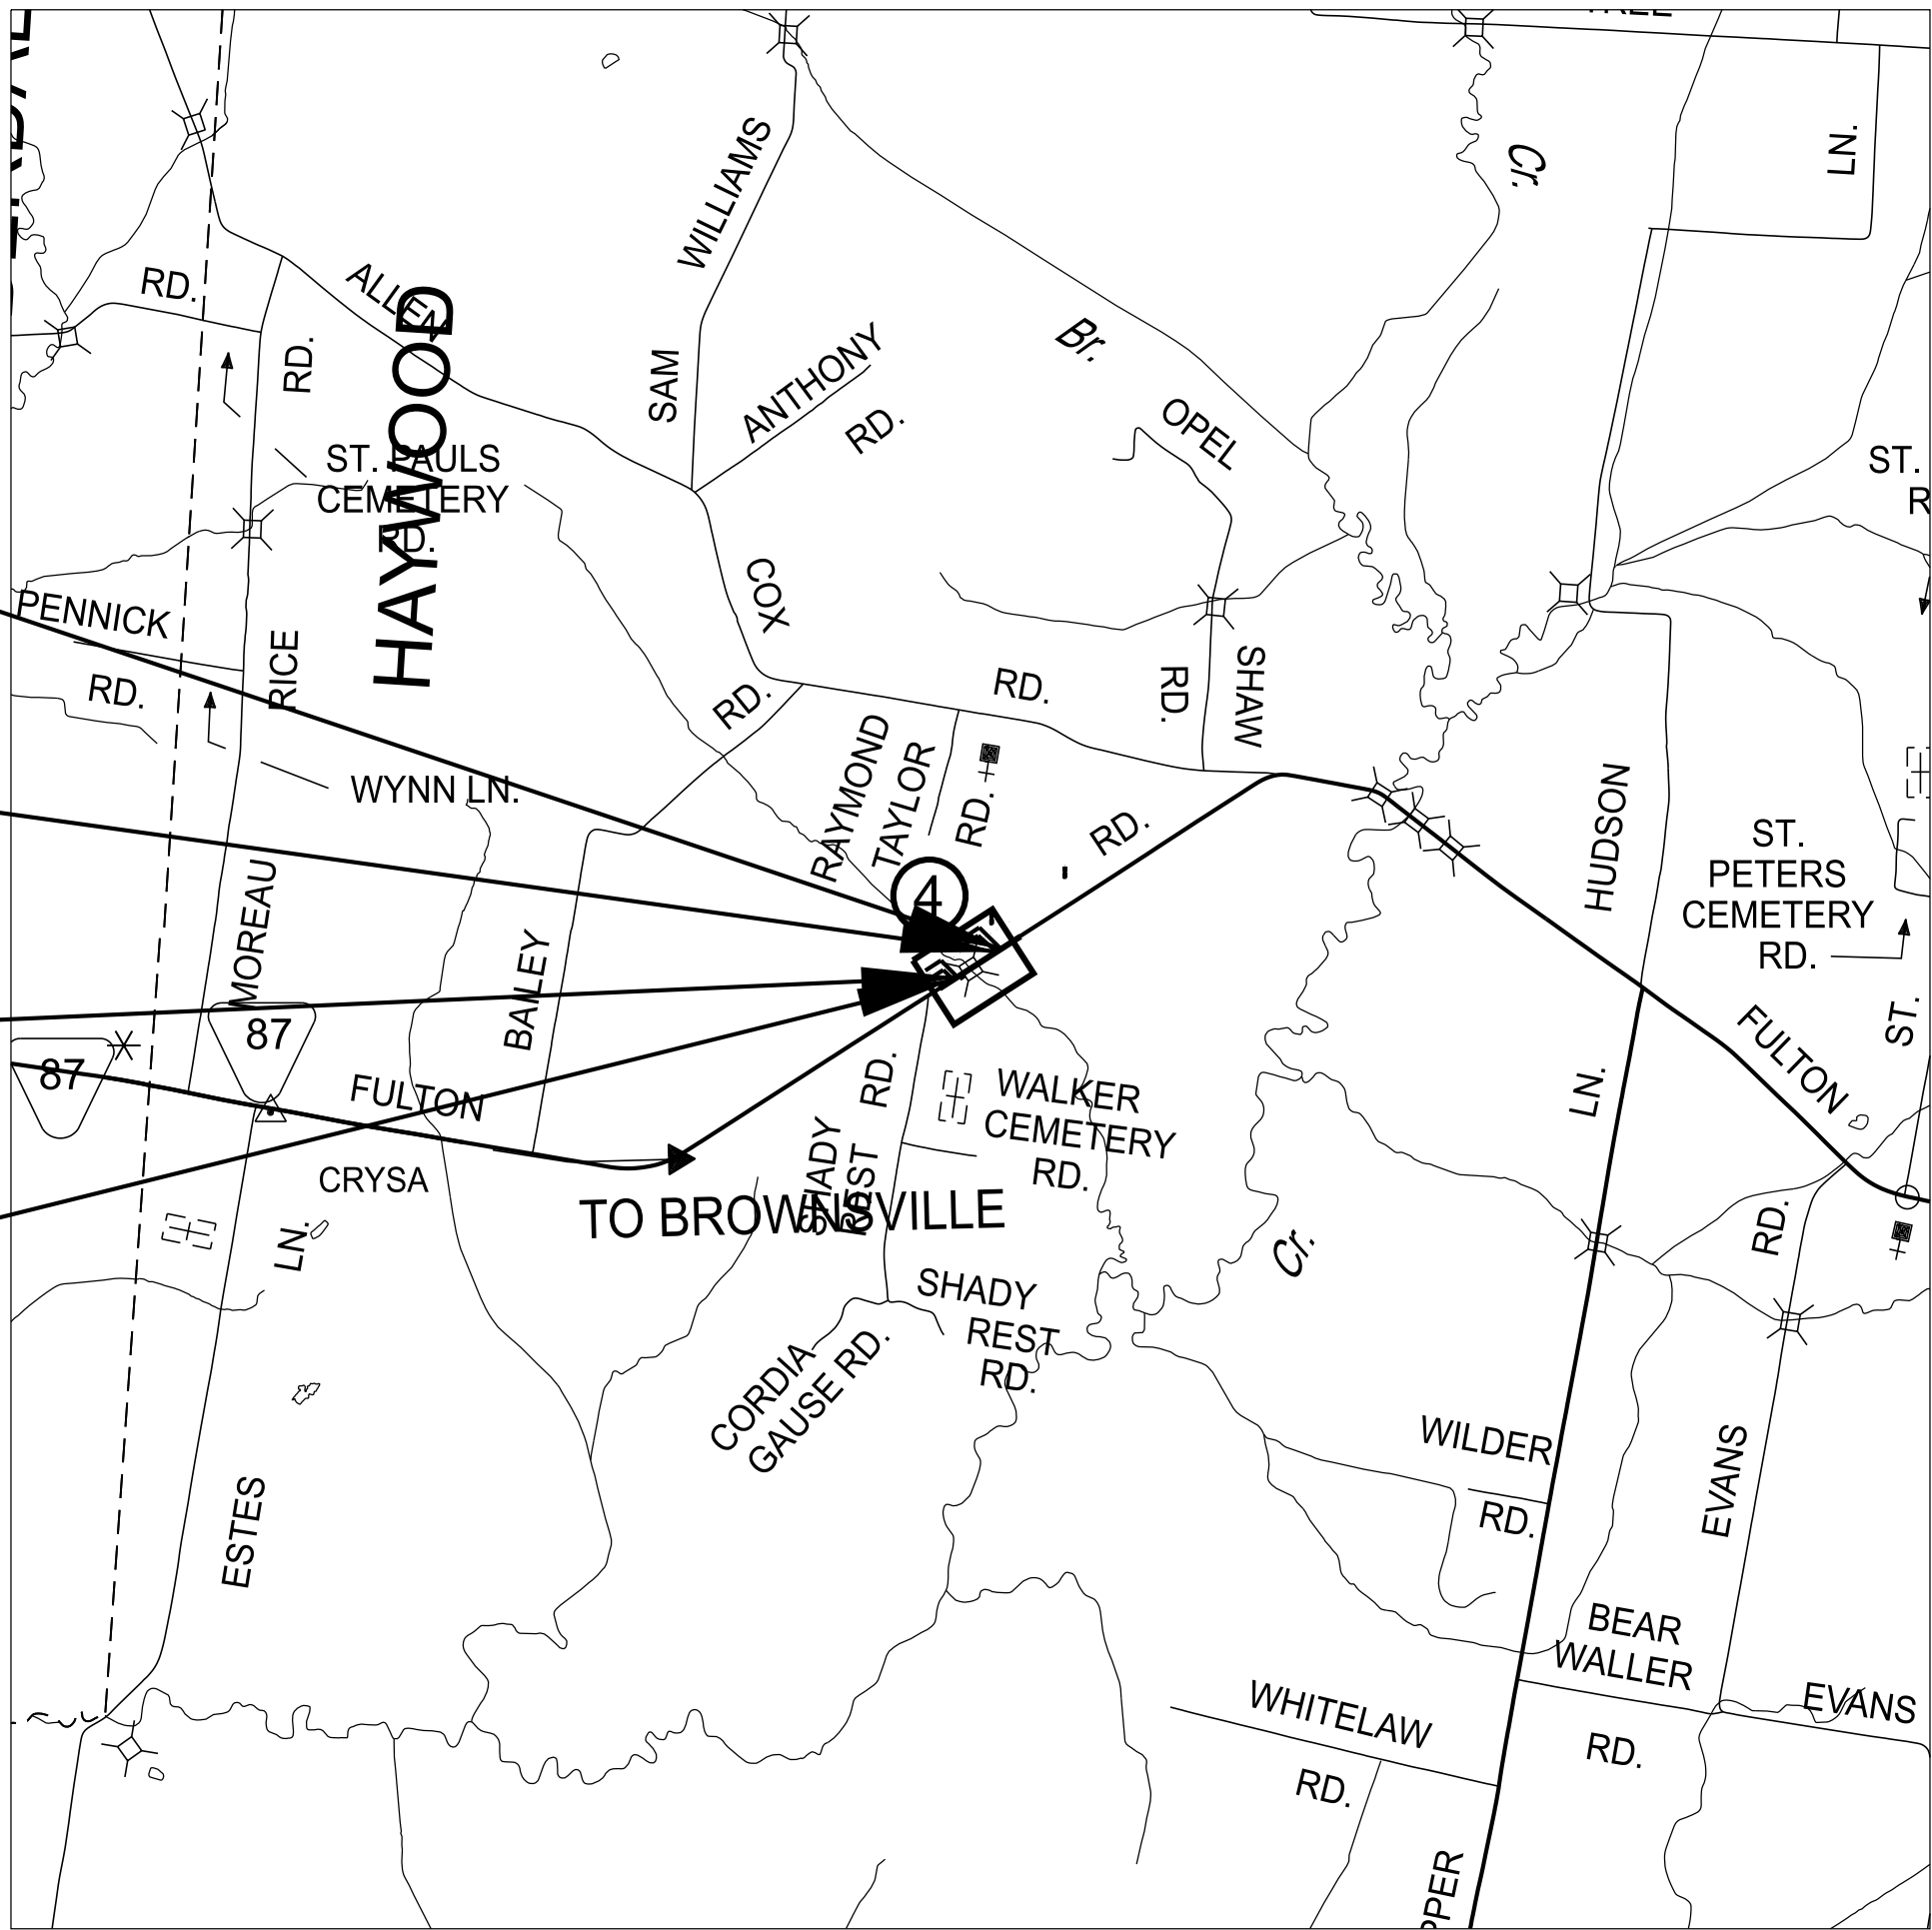 Cr.
LN.
WILLIAMS
RD.
ALLEN
HAYWOOD
RD.
SAM
ANTHONY
RD.
Br.
OPEL
ST. PAULS
CEMETERY
RD.
ST.
R
COX
PENNICK
RD.
RICE
RD.
RD.
RD.
SHAW
WYNN LN.
RAYMOND
TAYLOR
RD.
RD.
HUDSON
LN.
ST.
PETERS
CEMETERY
RD.
4
MOREAU
BAILEY
87
87
FULTON
FULTON
ST.
RD.
WALKER
CEMETERY
RD.
SHADY
REST
CRYSA
LN.
TO BROWNSVILLE
Cr.
RD.
SHADY
REST
RD.
CORDIA
GAUSE RD.
WILDER
RD.
EVANS
ESTES
BEAR
WALLER
RD.
EVANS
WHITELAW
RD.
PPER